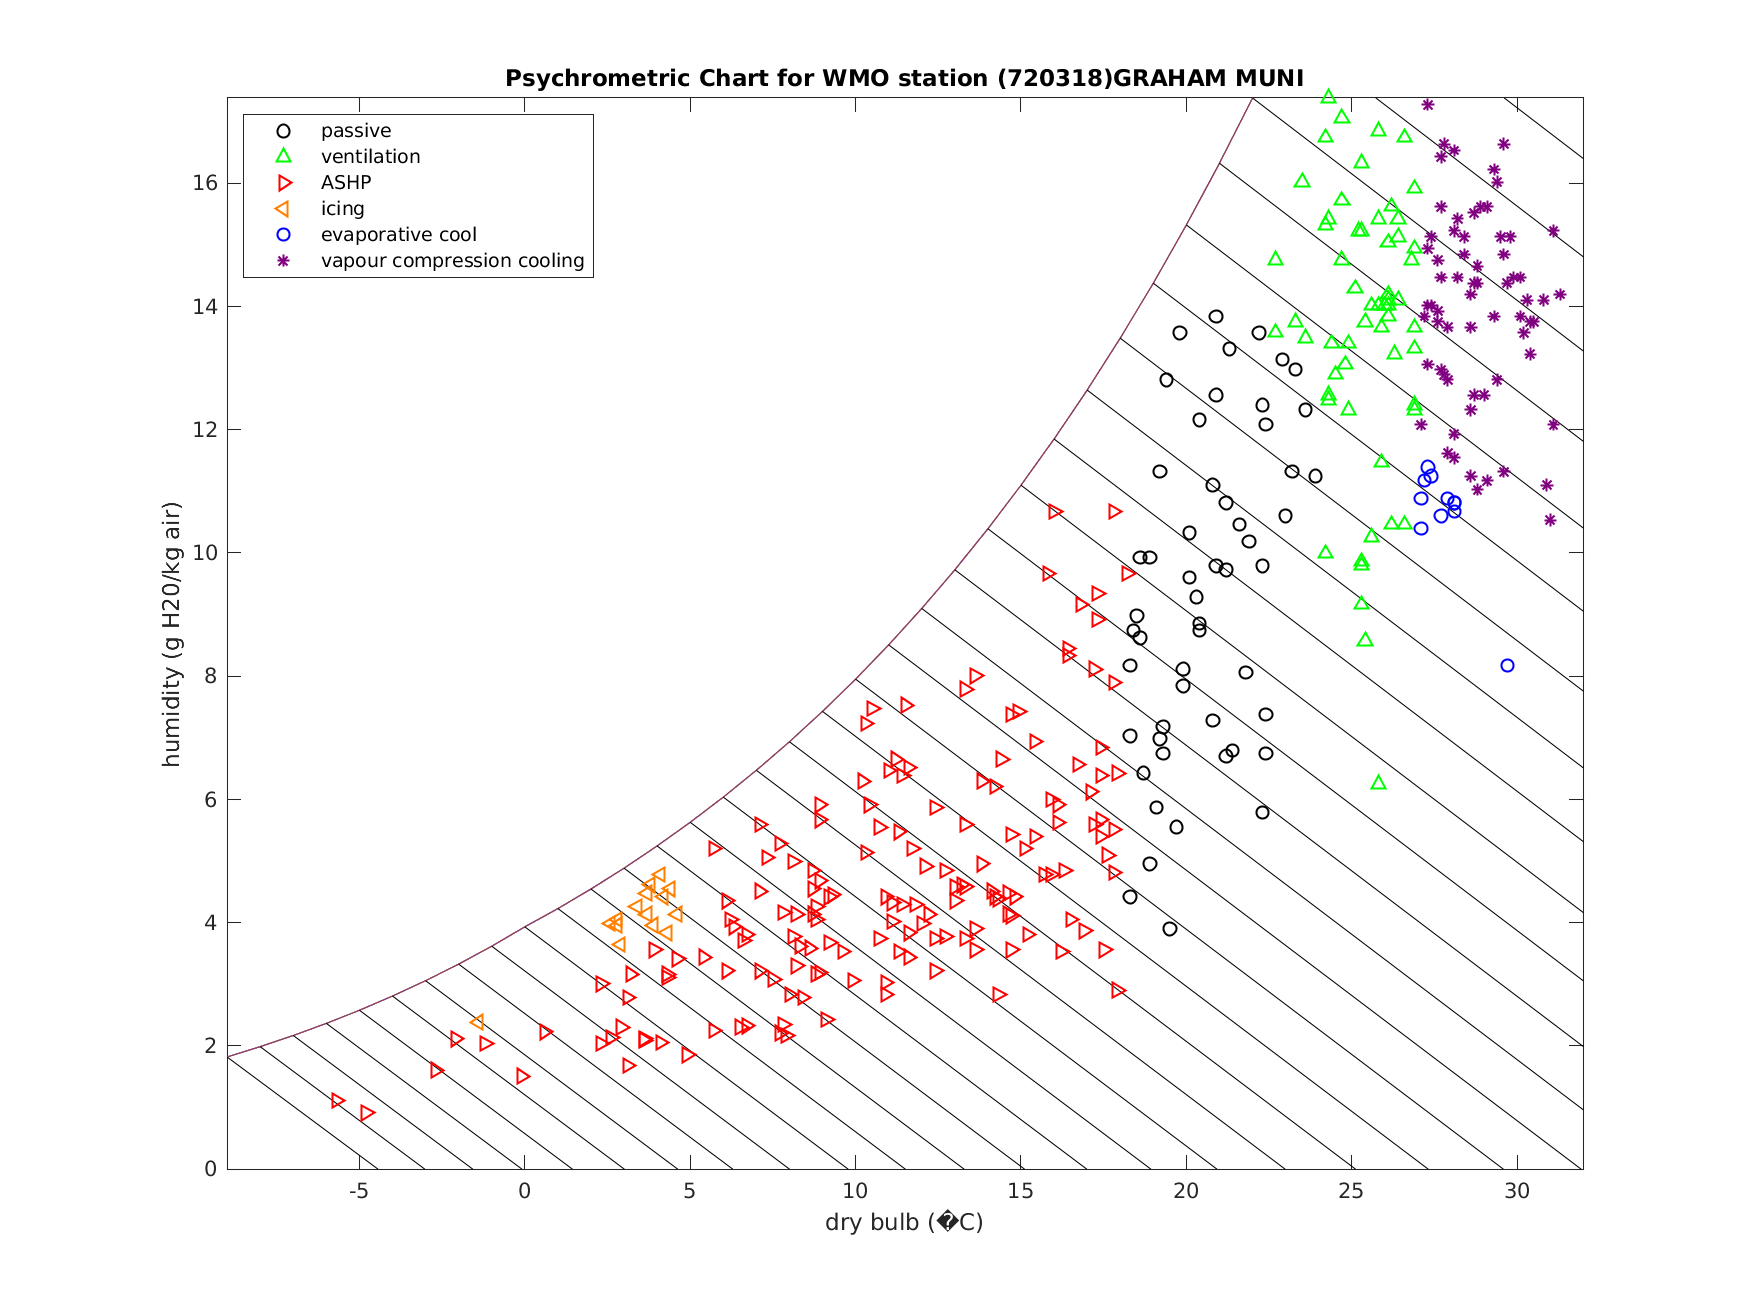 Psychrometric Chart for WMO station (720318)GRAHAM MUNI
passive
ventilation
ASHP
icing
evaporative cool
vapour compression cooling
16
14
12
10
8
6
4
2
0
humidity (g H20/kg air)
-5 0 5 10 15 20 25 30
dry bulb (�C)